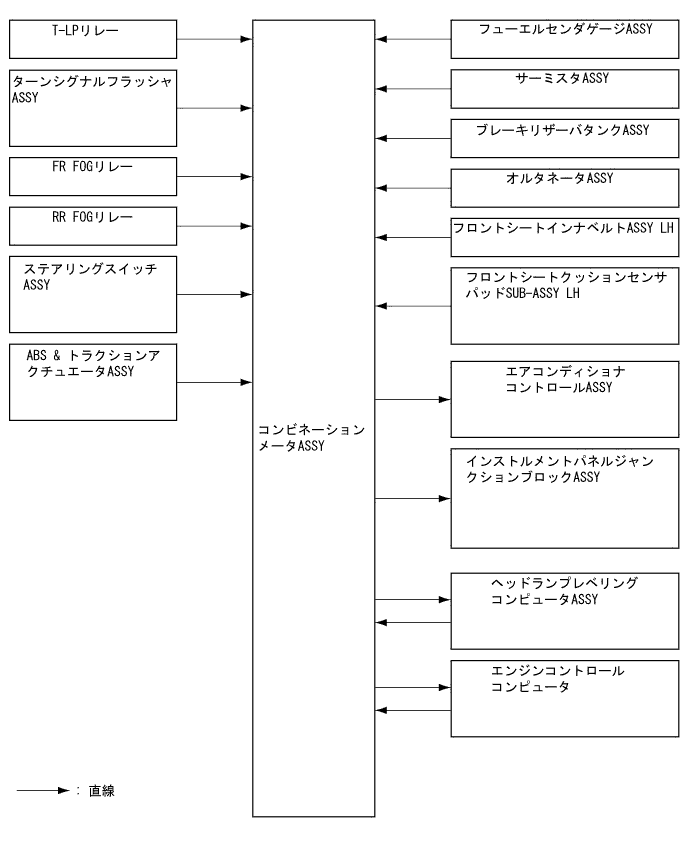 T-LPリレー
ターンシグナルフラッシャ
ASSY
FR FOGリレー
RR FOGリレー
ステアリングスイッチ
ASSY
ABS & トラクションア
クチュエータASSY
コンビネーション
メータASSY
フューエルセンダゲージASSY
サーミスタASSY
ブレーキリザーバタンクASSY
オルタネータASSY
フロントシートインナベルトASSY LH
フロントシートクッションセンサ
パッドSUB-ASSY LH
エアコンディショナ
コントロールASSY
インストルメントパネルジャン
クションブロックASSY
ヘッドランプレベリング
コンピュータASSY
エンジンコントロール
コンピュータ
: 直線